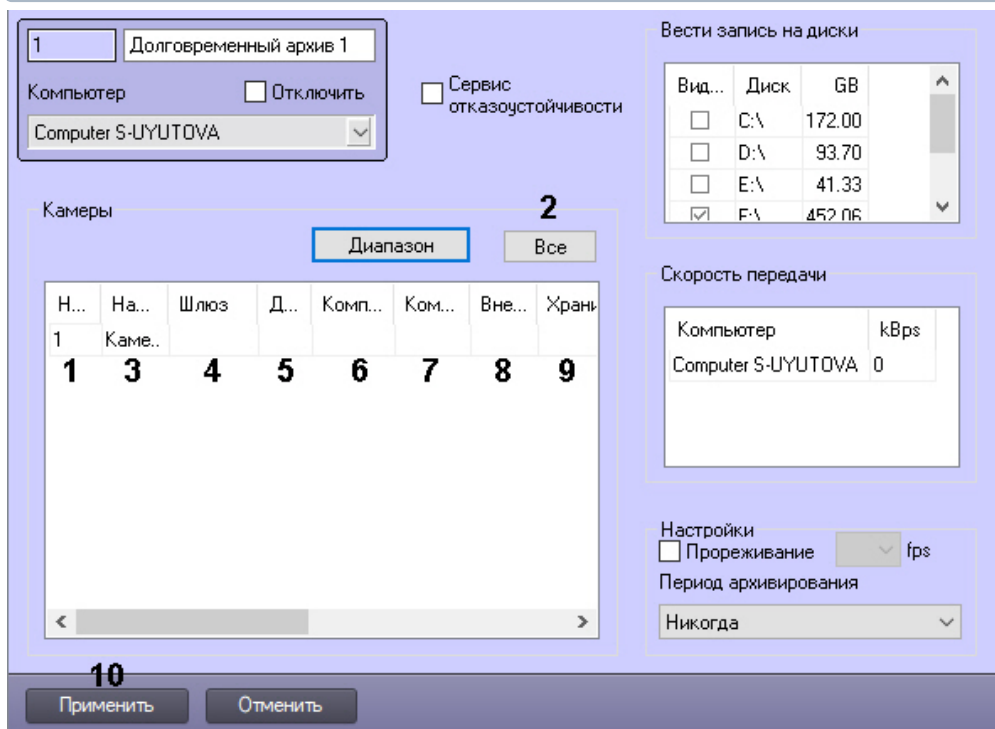 1 Долговременный архив 1
Компьютер Отключить
Computer S-UYUTOVA
Сервис
отказоустойчивости
Вести запись на диски
Вид... Диск GB
C:\ 172.00
D:\ 93.70
E:\ 41.33
F:\ 452.06
Камеры
2
Диапазон Все
Н... На... Шлюз Д... Комп... Ком... Вне... Храни
1 Каме..
1 3 4 5 6 7 8 9
Скорость передачи
Компьютер kBps
Computer S-UYUTOVA 0
Настройки
Прореживание fps
Период архивирования
Никогда
10
Применить Отменить